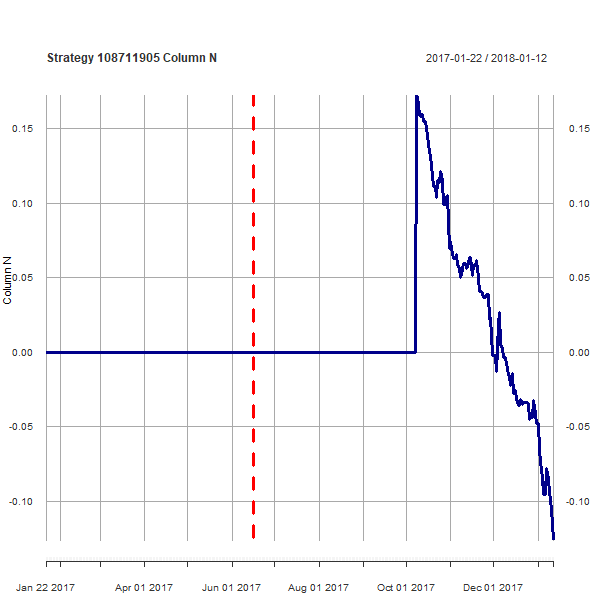 Strategy 108711905 Column N
2017-01-22 / 2018-01-12
Column N
0.15 0.15
0.10 0.10
0.05 0.05
0.00 0.00
-0.05 -0.05
-0.10 -0.10
Jan 22 2017 Apr 01 2017 Jun 01 2017 Aug 01 2017 Oct 01 2017 Dec 01 2017